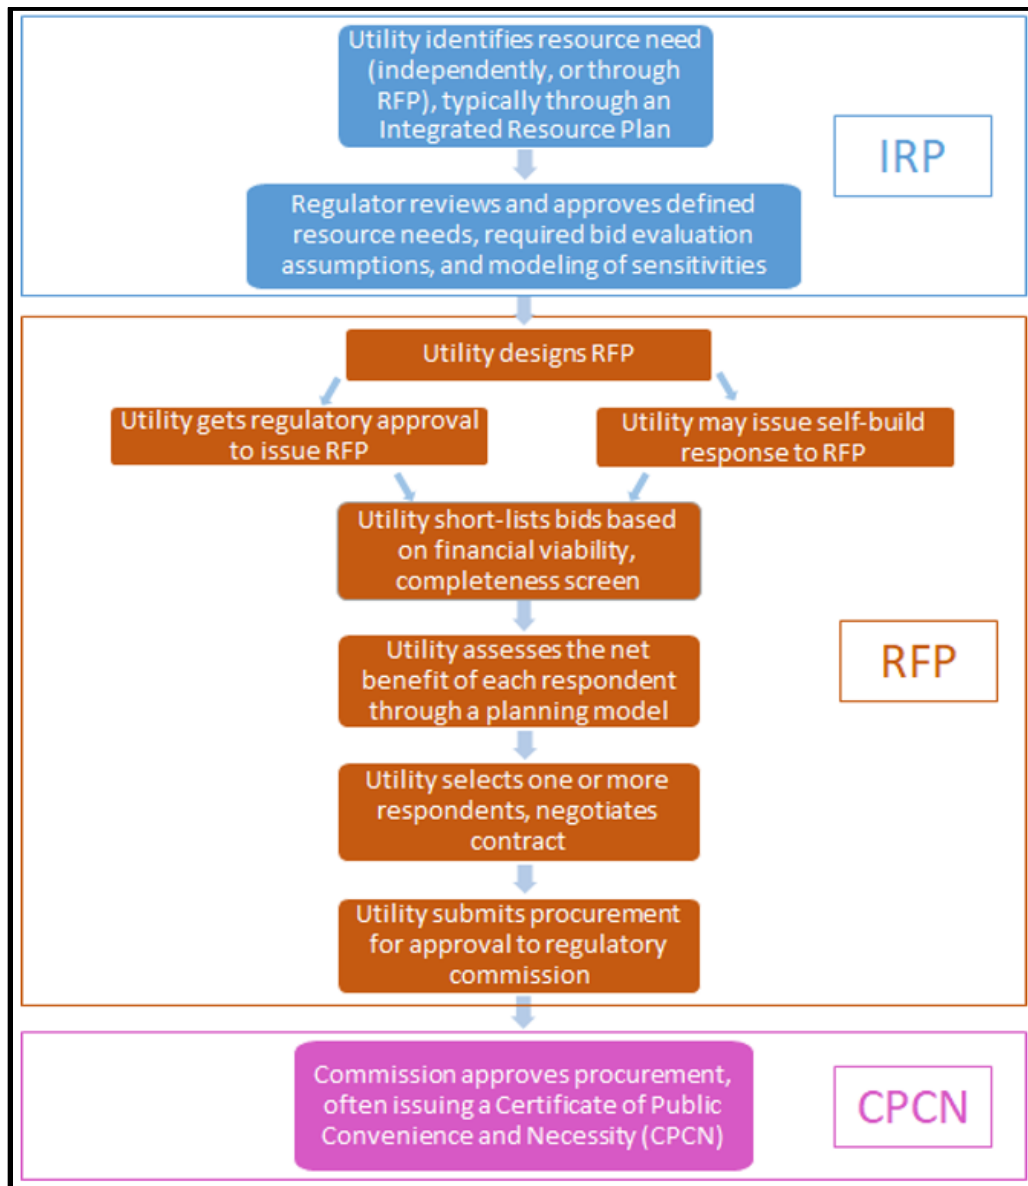 Utility identifies resource need
(independently, or through
RFP), typically through an
Integrated Resource Plan
IRP
Regulator reviews and approves defined
resource needs, required bid evaluation
assumptions, and modeling of sensitivities
Utility designs RFP
Utility gets regulatory approval
to issue RFP
Utility may issue self-build
response to RFP
Utility short-lists bids based
on financial viability,
completeness screen
Utility assesses the net
benefit of each respondent
through a planning model
RFP
Utility selects one or more
respondents, negotiates
contract
Utility submits procurement
for approval to regulatory
commission
Commission approves procurement,
often issuing a Certificate of Public
Convenience and Necessity (CPCN)
CPCN